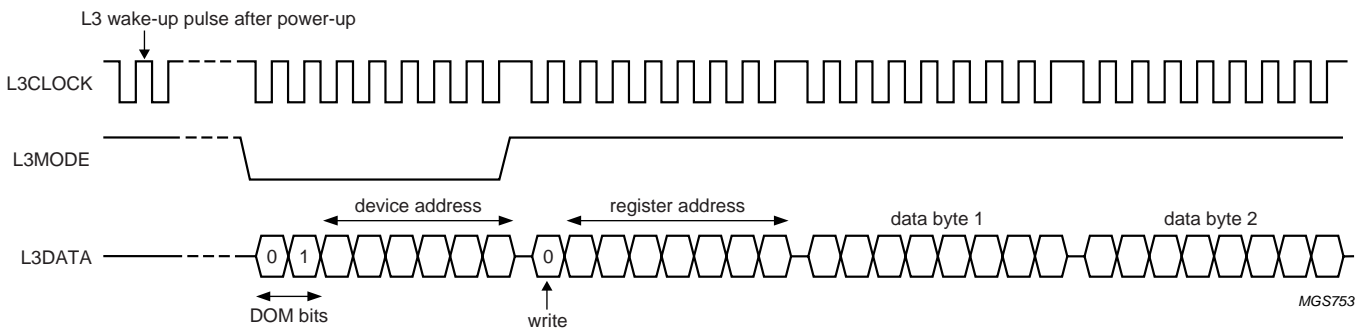 L3 wake-up pulse after power-up
L3CLOCK
L3MODE
device address
register address
data byte 1
data byte 2
L3DATA
0
1
0
DOM bits
write
MGS753